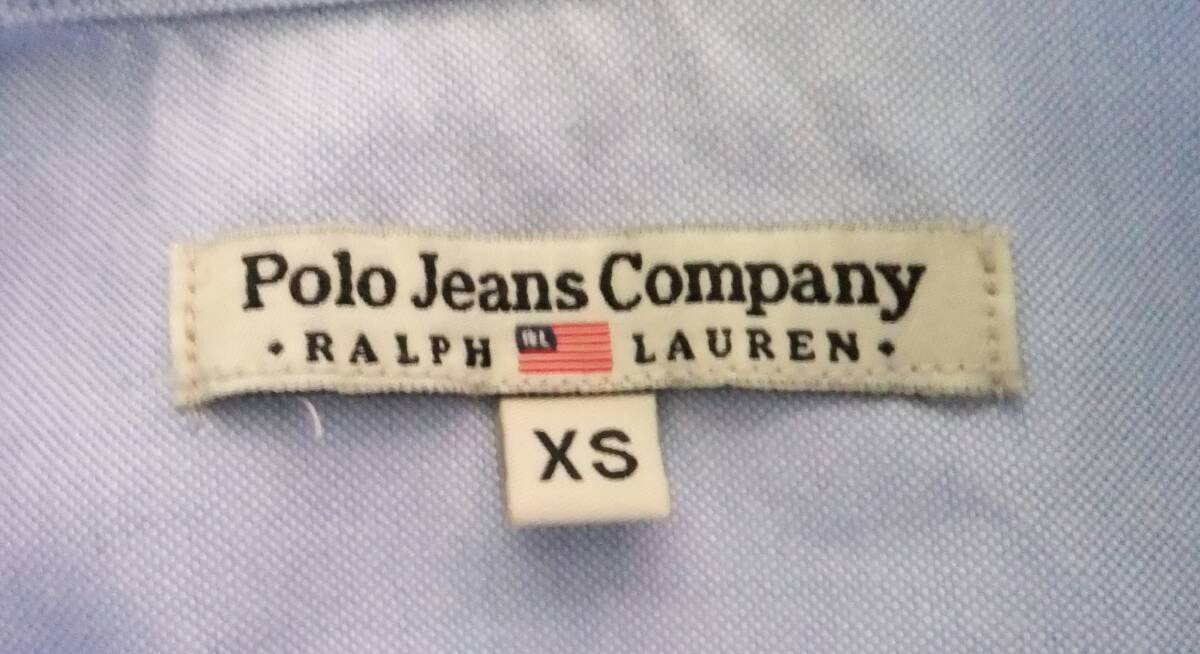 Polo Jeans Company
• RALPH RL LAUREN •
XS